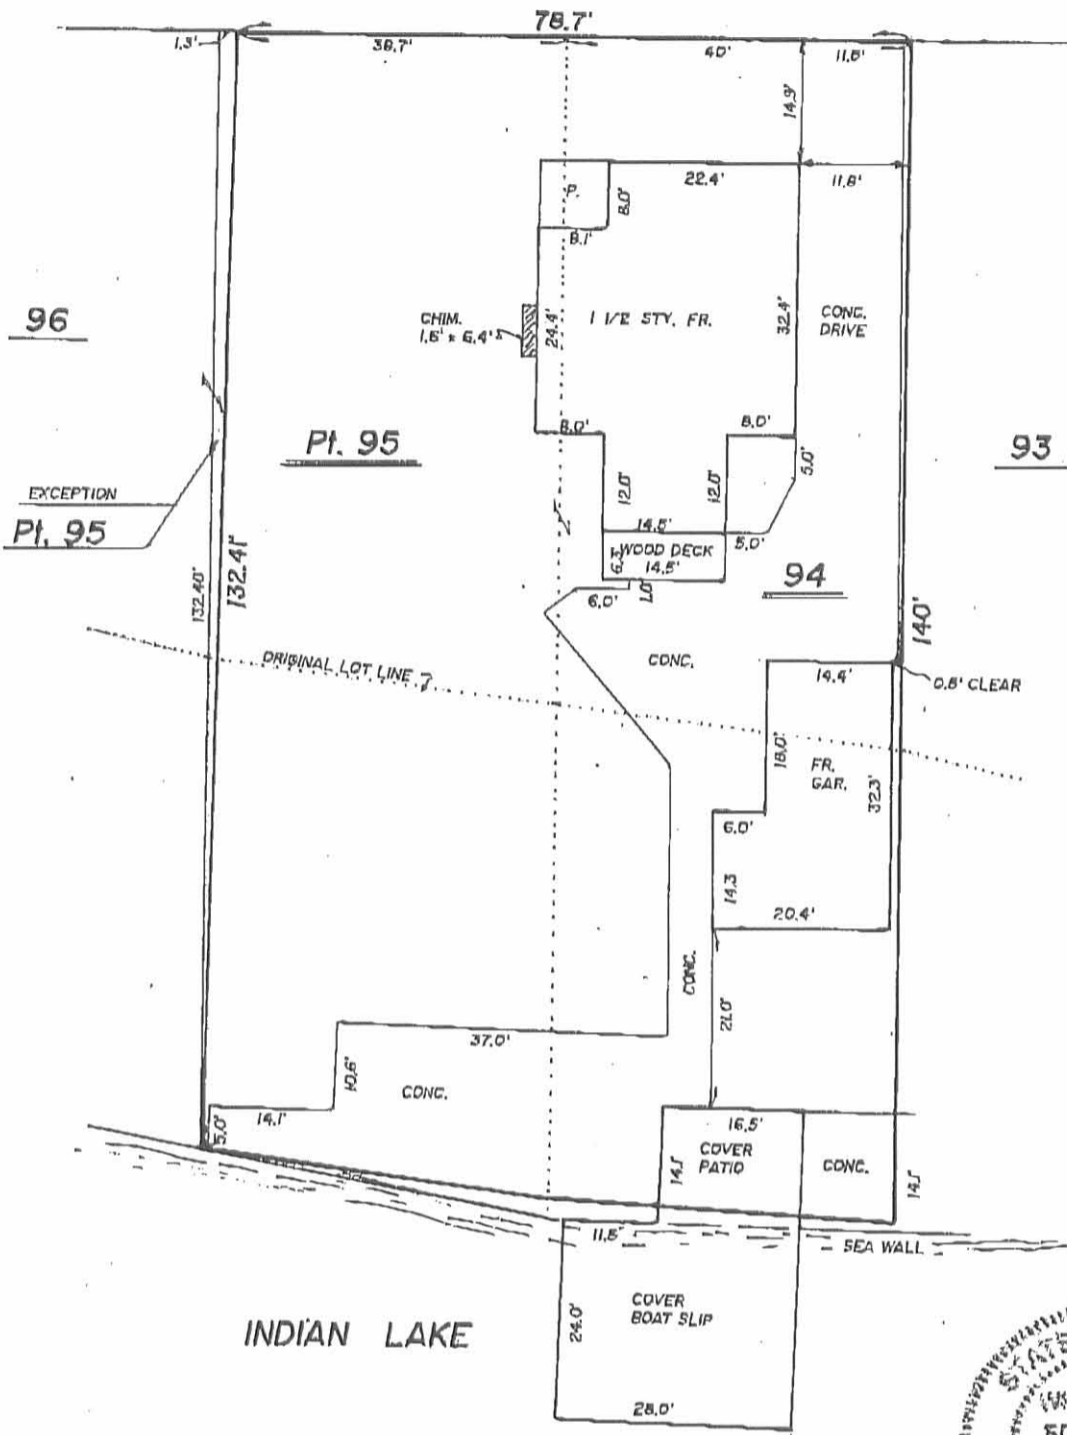 78.7'
1.3'
38.7'
40'
11.5'
14.9'
22.4'
11.8'
P.
8.0'
8.1'
96
CHIM.
1.6' x 6.4'
24.4'
1 1/2 STY. FR.
32.4'
CONC.
DRIVE
8.0'
8.0'
Pt. 95
93
5.0'
EXCEPTION
Pt. 95
12.0'
12.0'
14.5'
5.0'
WOOD DECK
6.3'
14.5'
6.0'
1.0'
94
132.40'
132.41'
140'
ORIGINAL LOT LINE
CONC.
14.4'
0.5' CLEAR
18.0'
FR.
GAR.
32.3'
6.0'
14.3
20.4'
CONC.
21.0'
37.0'
10.6'
CONC.
14.1'
5.0'
16.5'
COVER
PATIO
14.1'
CONC.
14.1'
11.5'
SEA WALL
INDIAN LAKE
24.0'
COVER
BOAT SLIP
28.0'